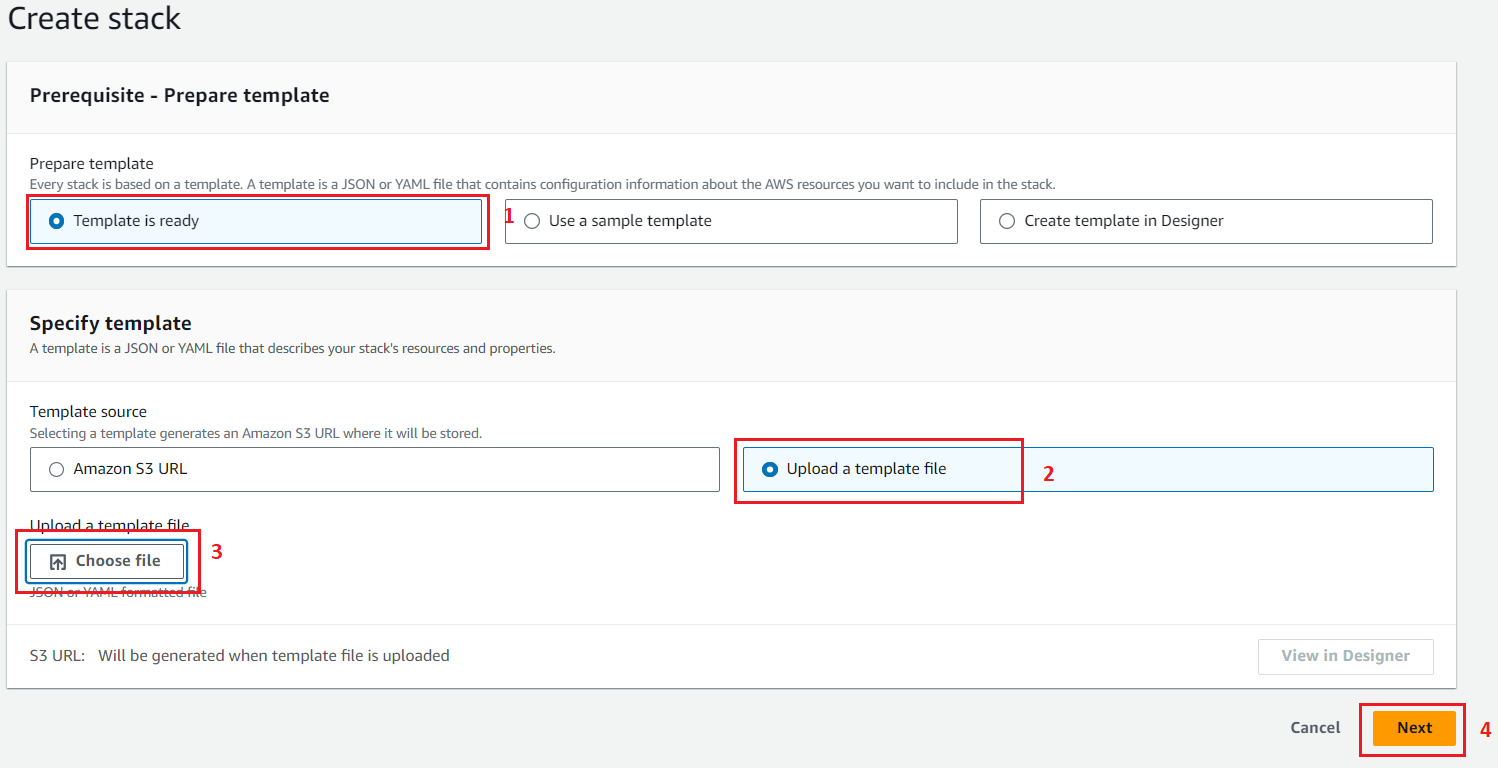 Create stack
Prerequisite - Prepare template
Prepare template
Every stack is based on a template. A template is a JSON or YAML file that contains configuration information about the AWS resources you want to include in the stack.
Template is ready
1
Use a sample template
Create template in Designer
Specify template
A template is a JSON or YAML file that describes your stack's resources and properties.
Template source
Selecting a template generates an Amazon S3 URL where it will be stored.
Amazon S3 URL
Upload a template file
2
Upload a template file
Choose file
3
JSON or YAML formatted file
S3 URL: Will be generated when template file is uploaded
View in Designer
Cancel
Next
4